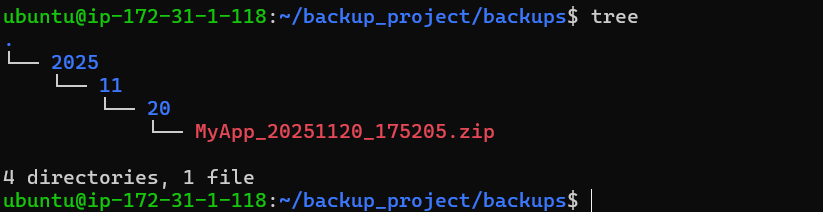 ubuntu@ip-172-31-1-118:~/backup_project/backups$ tree
.
└── 2025
    └── 11
        └── 20
            └── MyApp_20251120_175205.zip
4 directories, 1 file
ubuntu@ip-172-31-1-118:~/backup_project/backups$